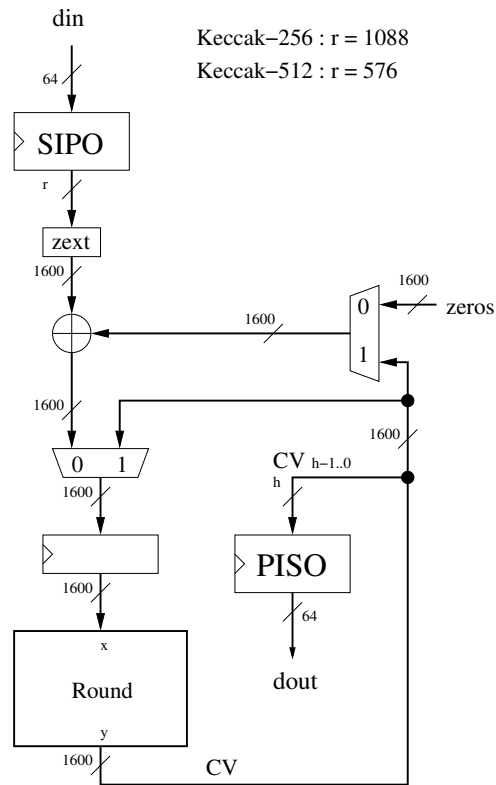 din
Keccak−256 : r = 1088
Keccak−512 : r = 576
64
SIPO
r
zext
1600
1600
zeros
0
1600
1
1600
1600
0 1
CV h−1..0
h
1600
PISO
1600
64
x
Round
dout
y
1600
CV